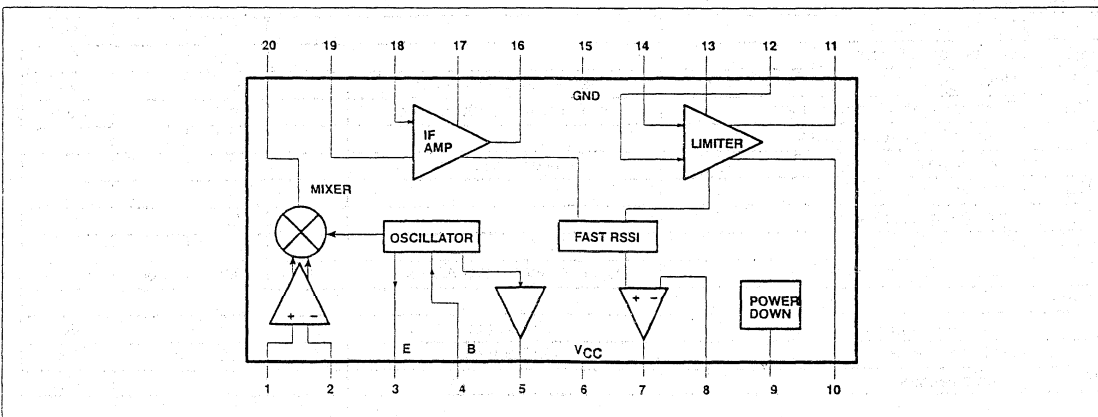 20 19 18 17 16 15 14 13 12 11
GND
IF
AMP
LIMITER
MIXER
OSCILLATOR
FAST RSSI
+ −
+ −
POWER
DOWN
E B VCC
1 2 3 4 5 6 7 8 9 10